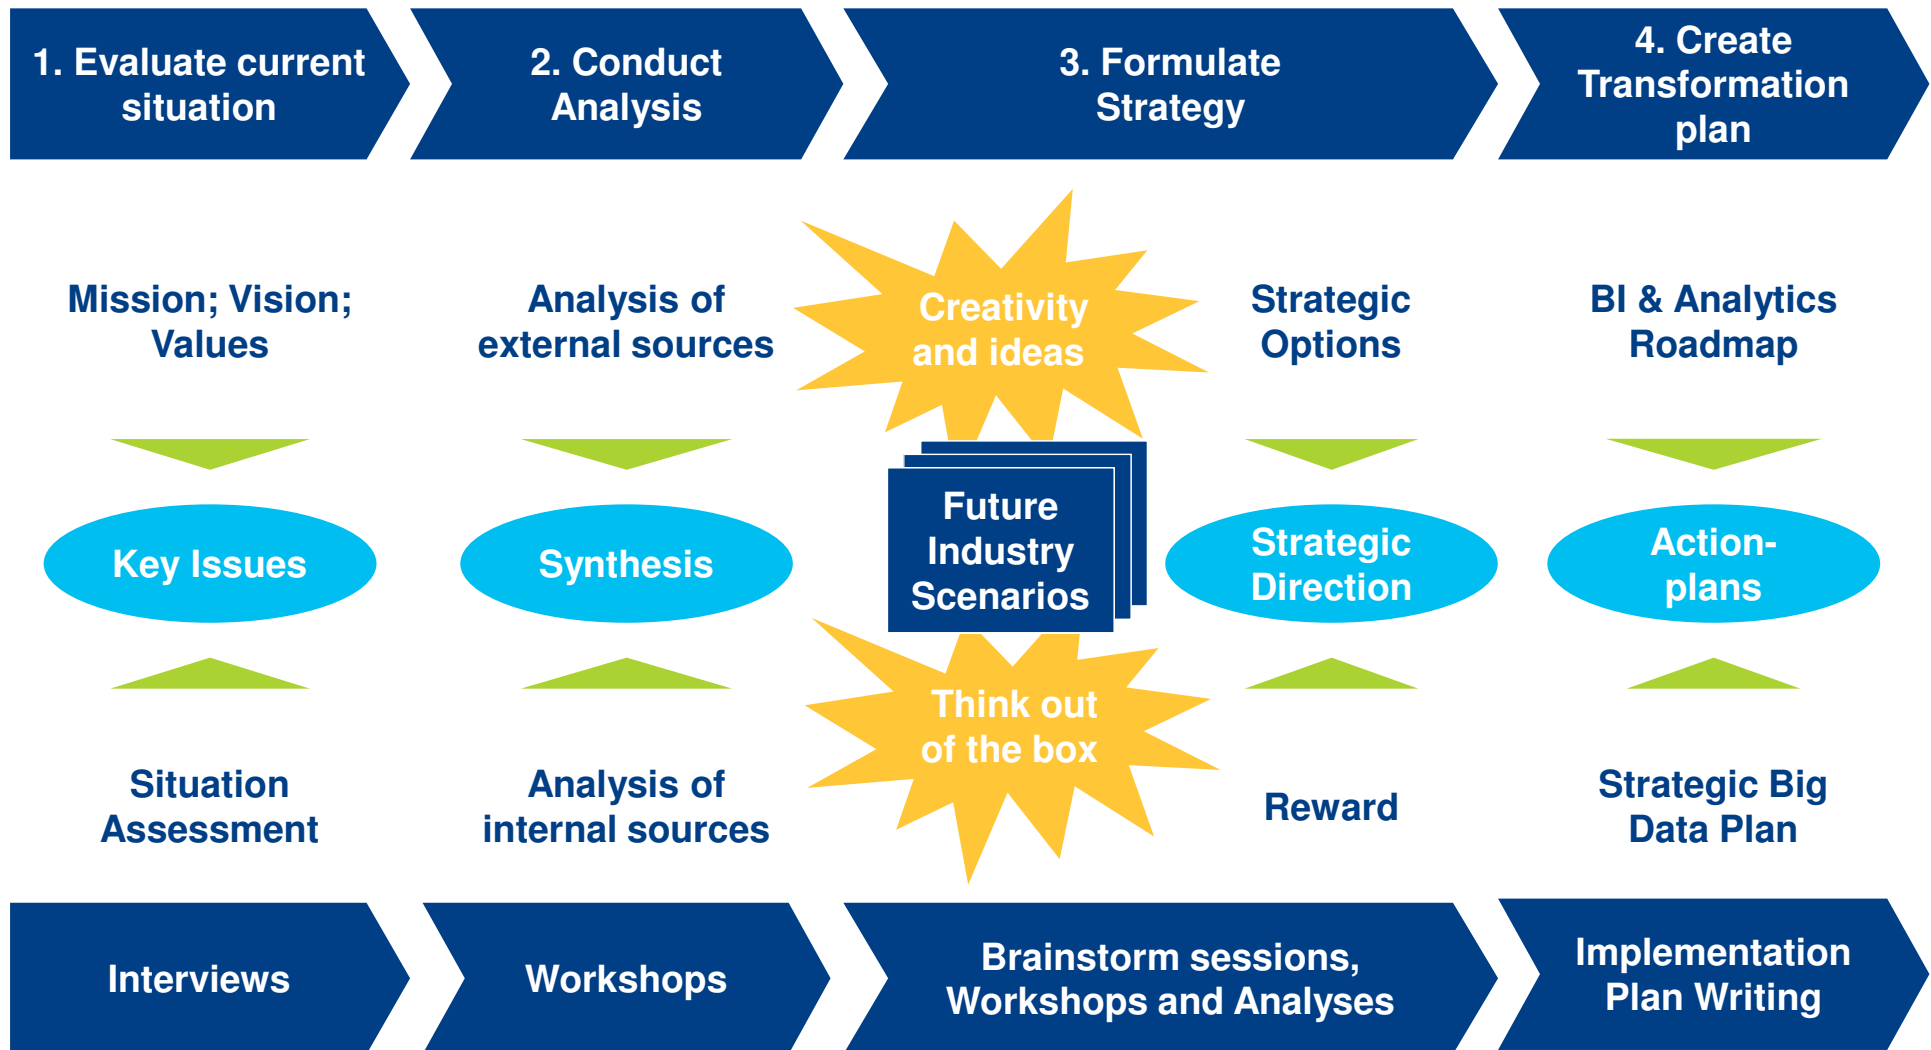 1. Evaluate current
situation
2. Conduct
Analysis
3. Formulate
Strategy
4. Create
Transformation
plan
Mission; Vision;
Values
Analysis of
external sources
Creativity
and ideas
Strategic
Options
BI & Analytics
Roadmap
Key Issues
Synthesis
Future
Industry
Scenarios
Strategic
Direction
Action-
plans
Situation
Assessment
Analysis of
internal sources
Think out
of the box
Reward
Strategic Big
Data Plan
Interviews
Workshops
Brainstorm sessions,
Workshops and Analyses
Implementation
Plan Writing